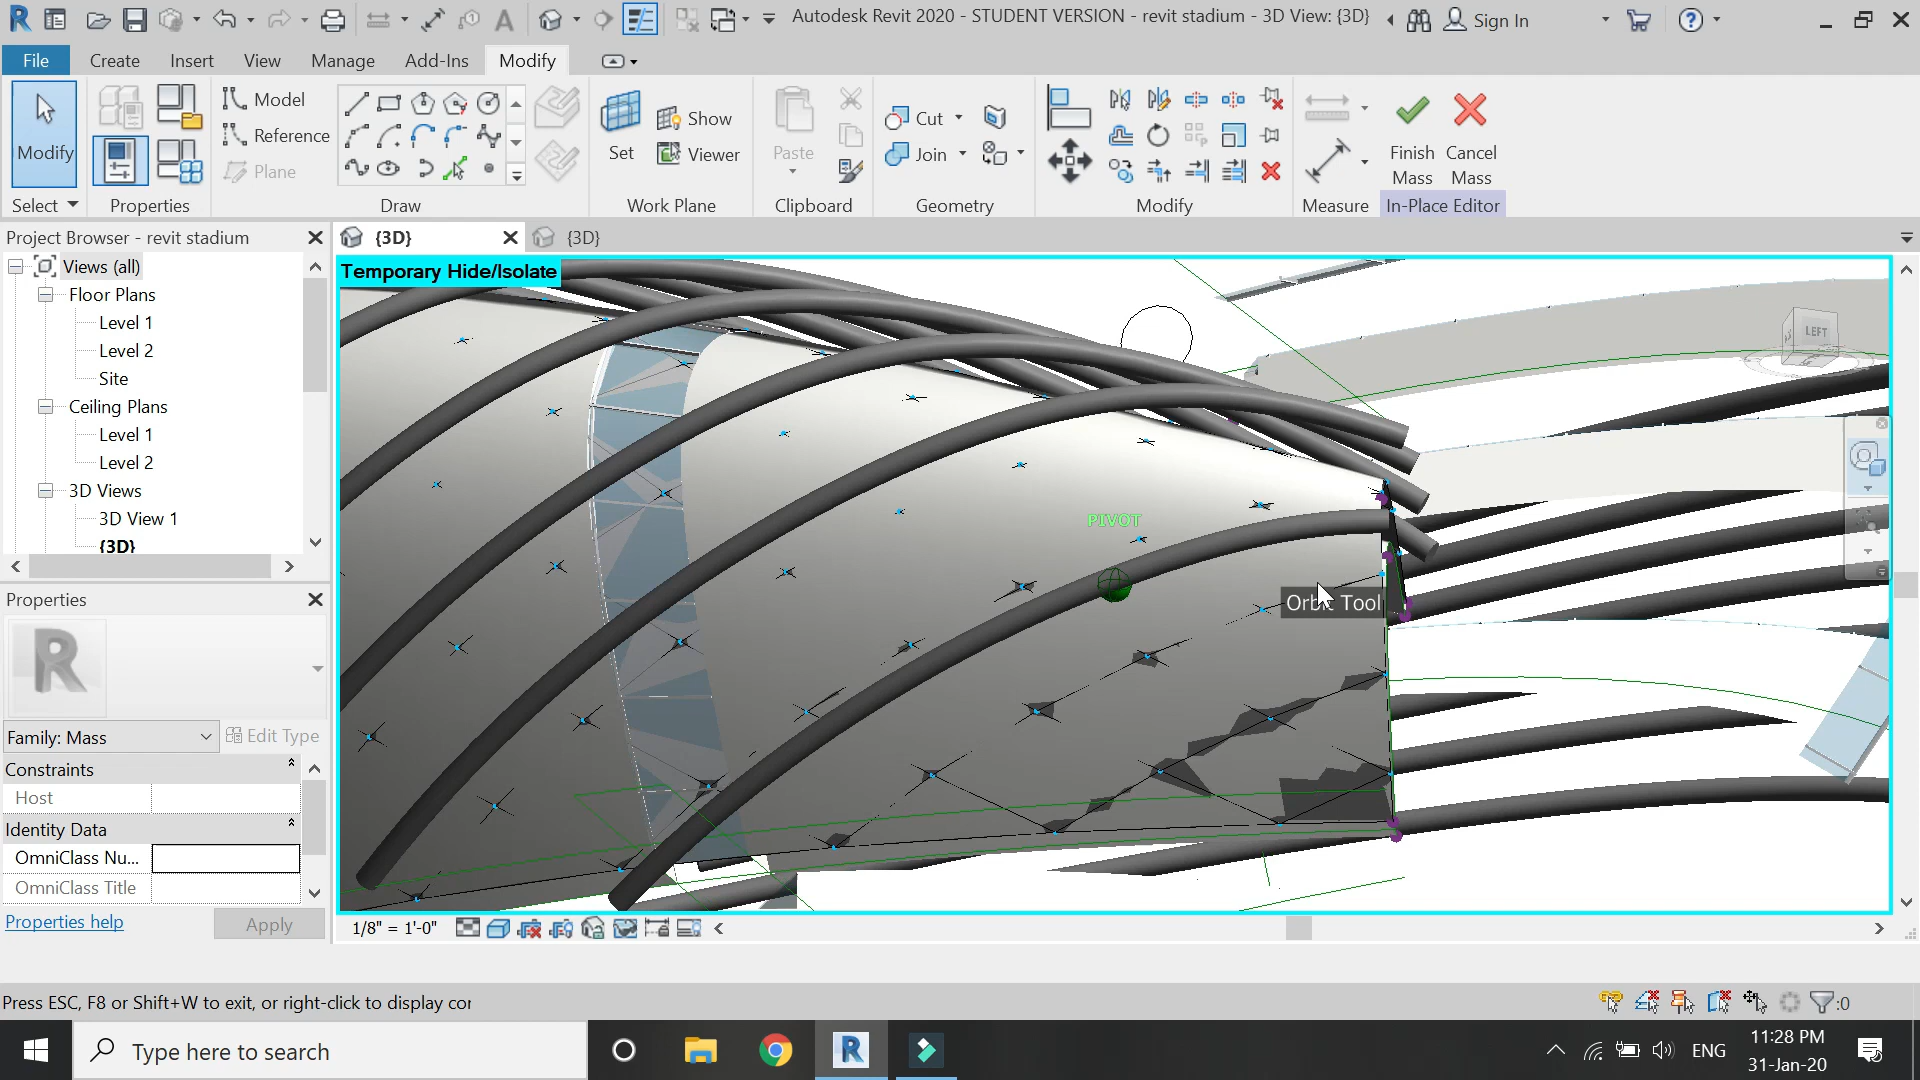 Autodesk Revit 2020 - STUDENT VERSION - revit stadium - 3D View: {3D}
Sign In
File Create Insert View Manage Add-Ins Modify
Modify
Model
Reference
Plane
Set
Show
Viewer
Paste
Cut
Join
Finish Mass
Cancel Mass
Select Properties Draw Work Plane Clipboard Geometry Modify Measure In-Place Editor
Project Browser - revit stadium
{3D}
{3D}
Views (all)
Floor Plans
Level 1
Level 2
Site
Ceiling Plans
Level 1
Level 2
3D Views
3D View 1
{3D}
Temporary Hide/Isolate
LEFT
PIVOT
Orbit Tool
Properties
R
Family: Mass
Edit Type
Constraints
Host
Identity Data
OmniClass Nu...
OmniClass Title
Properties help
Apply
1/8" = 1'-0"
Press ESC, F8 or Shift+W to exit, or right-click to display cor
:0
Type here to search
ENG
11:28 PM
31-Jan-20